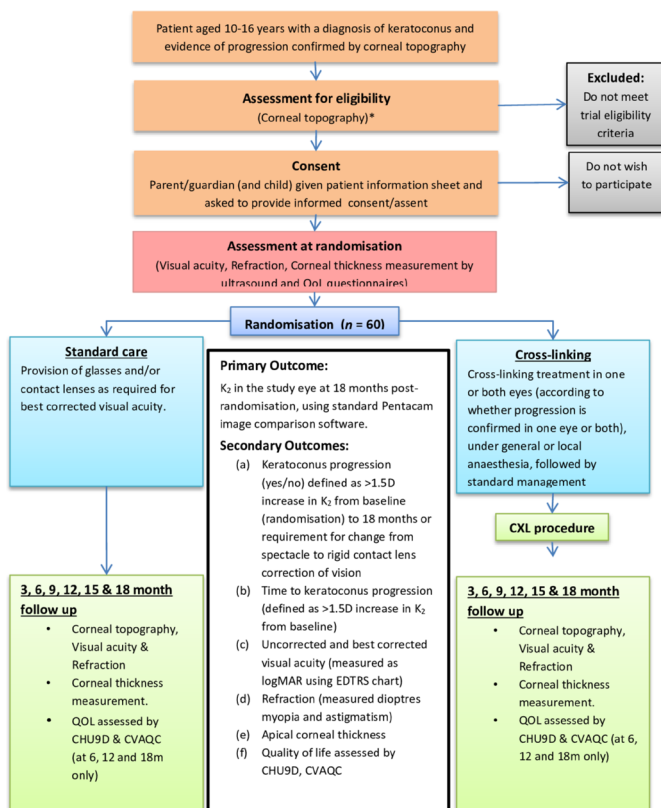 Patient aged 10-16 years with a diagnosis of keratoconus and
evidence of progression confirmed by corneal topography
Assessment for eligibility
(Corneal topography)*
Excluded:
Do not meet
trial eligibility
criteria
Consent
Parent/guardian (and child) given patient information sheet and
asked to provide informed consent/assent
Do not wish
to participate
Assessment at randomisation
(Visual acuity, Refraction, Corneal thickness measurement by
ultrasound and QoL questionnaires)
Randomisation (n = 60)
Standard care
Provision of glasses and/or
contact lenses as required for
best corrected visual acuity.
Primary Outcome:
K2 in the study eye at 18 months post-
randomisation, using standard Pentacam
image comparison software.
Secondary Outcomes:
(a) Keratoconus progression
(yes/no) defined as >1.5D
increase in K2 from baseline
(randomisation) to 18 months or
requirement for change from
spectacle to rigid contact lens
correction of vision
(b) Time to keratoconus progression
(defined as >1.5D increase in K2
from baseline)
(c) Uncorrected and best corrected
visual acuity (measured as
logMAR using EDTRS chart)
(d) Refraction (measured dioptres
myopia and astigmatism)
(e) Apical corneal thickness
(f) Quality of life assessed by
CHU9D, CVAQC
Cross-linking
Cross-linking treatment in one
or both eyes (according to
whether progression is
confirmed in one eye or both),
under general or local
anaesthesia, followed by
standard management
CXL procedure
3, 6, 9, 12, 15 & 18 month
follow up
• Corneal topography,
Visual acuity &
Refraction
• Corneal thickness
measurement.
• QOL assessed by
CHU9D & CVAQC
(at 6, 12 and 18m
only)
3, 6, 9, 12, 15 & 18 month
follow up
• Corneal topography,
Visual acuity &
Refraction
• Corneal thickness
measurement.
• QOL assessed by
CHU9D & CVAQC (at 6,
12 and 18m only)